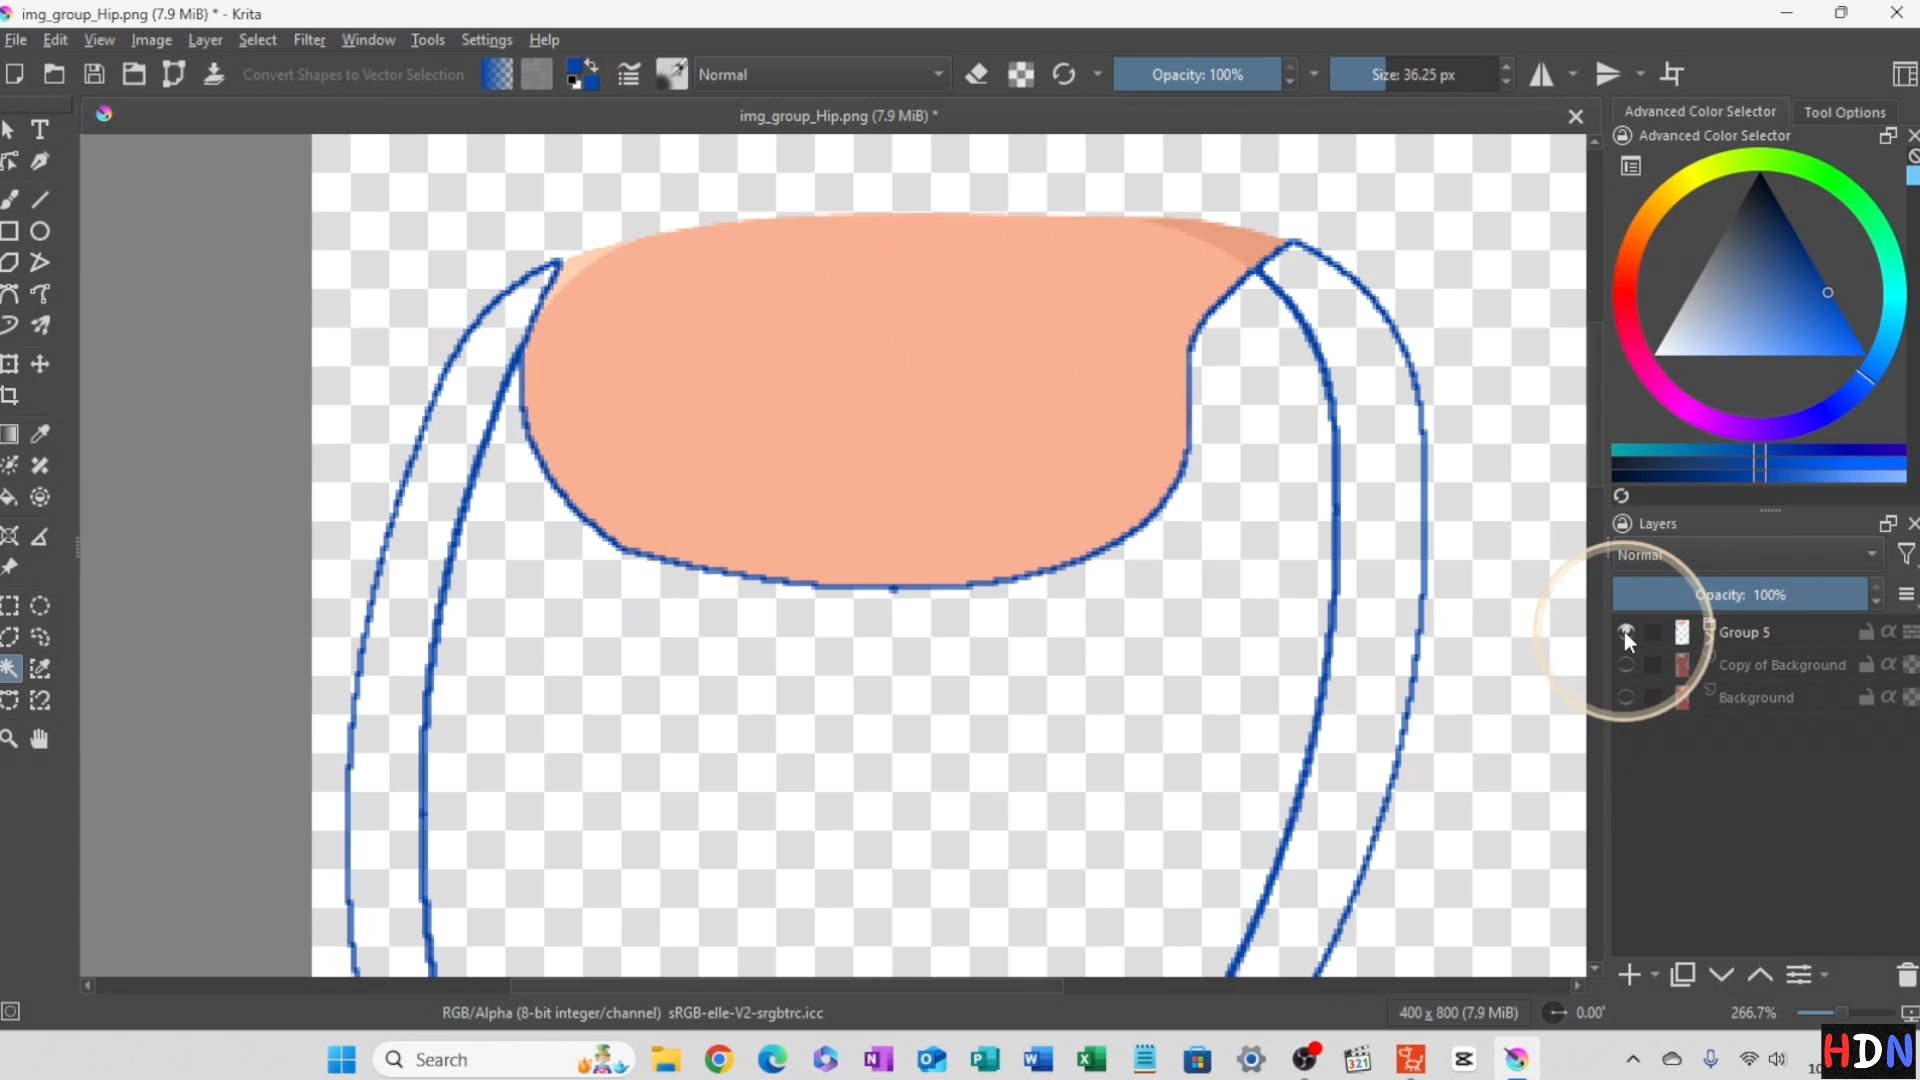 img_group_Hip.png (7.9 MiB) * - Krita
File Edit View Image Layer Select Filter Window Tools Settings Help
Convert Shapes to Vector Selection
Normal
Opacity: 100%
Size: 36.25 px
img_group_Hip.png (7.9 MiB) *
Advanced Color Selector
Tool Options
Advanced Color Selector
Layers
Normal
Opacity: 100%
Group 5
Copy of Background
Background
RGB/Alpha (8-bit integer/channel) sRGB-elle-V2-srgbtrc.icc
400 x 800 (7.9 MiB)
0.00°
266.7%
Search
321
HDN